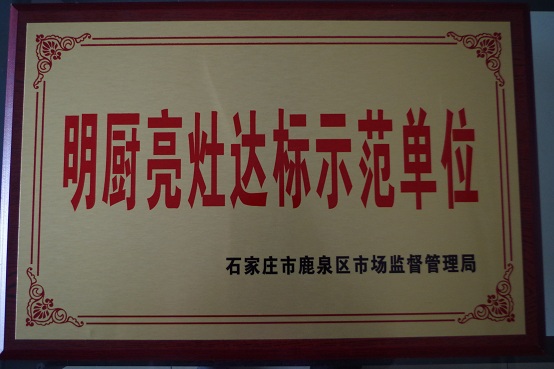 明厨亮灶达标示范单位
石家庄市鹿泉区市场监督管理局